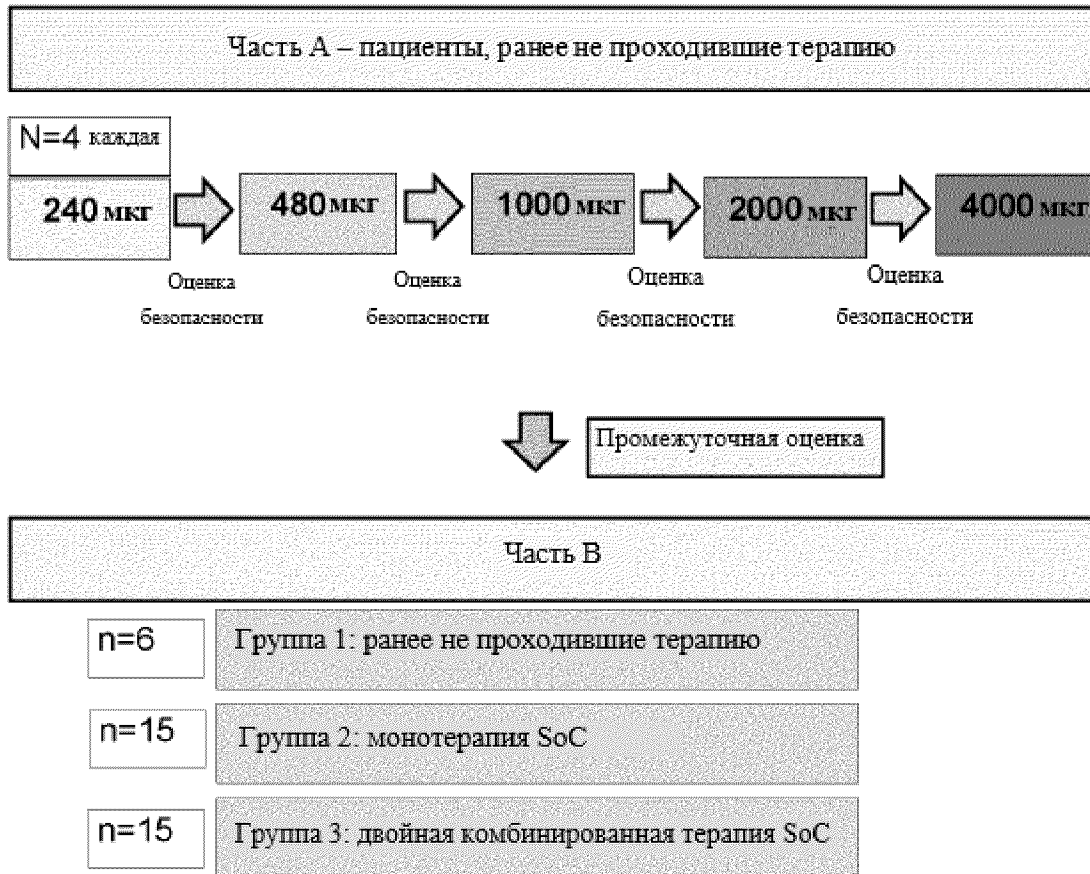 Часть А – пациенты, ранее не проходившие терапию
N=4 каждая
240 мкг
480 мкг
1000 мкг
2000 мкг
4000 мкг
Оценка
безопасности
Оценка
безопасности
Оценка
безопасности
Оценка
безопасности
Промежуточная оценка
Часть В
n=6
Группа 1: ранее не проходившие терапию
n=15
Группа 2: монотерапия SoC
n=15
Группа 3: двойная комбинированная терапия SoC